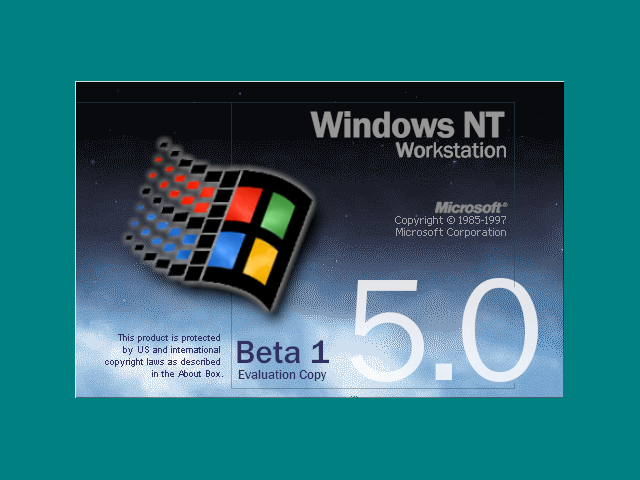 Windows NT
Workstation
Microsoft®
Copyright © 1985-1997
Microsoft Corporation
5.0
This product is protected
by US and international
copyright laws as described
in the About Box.
Beta 1
Evaluation Copy